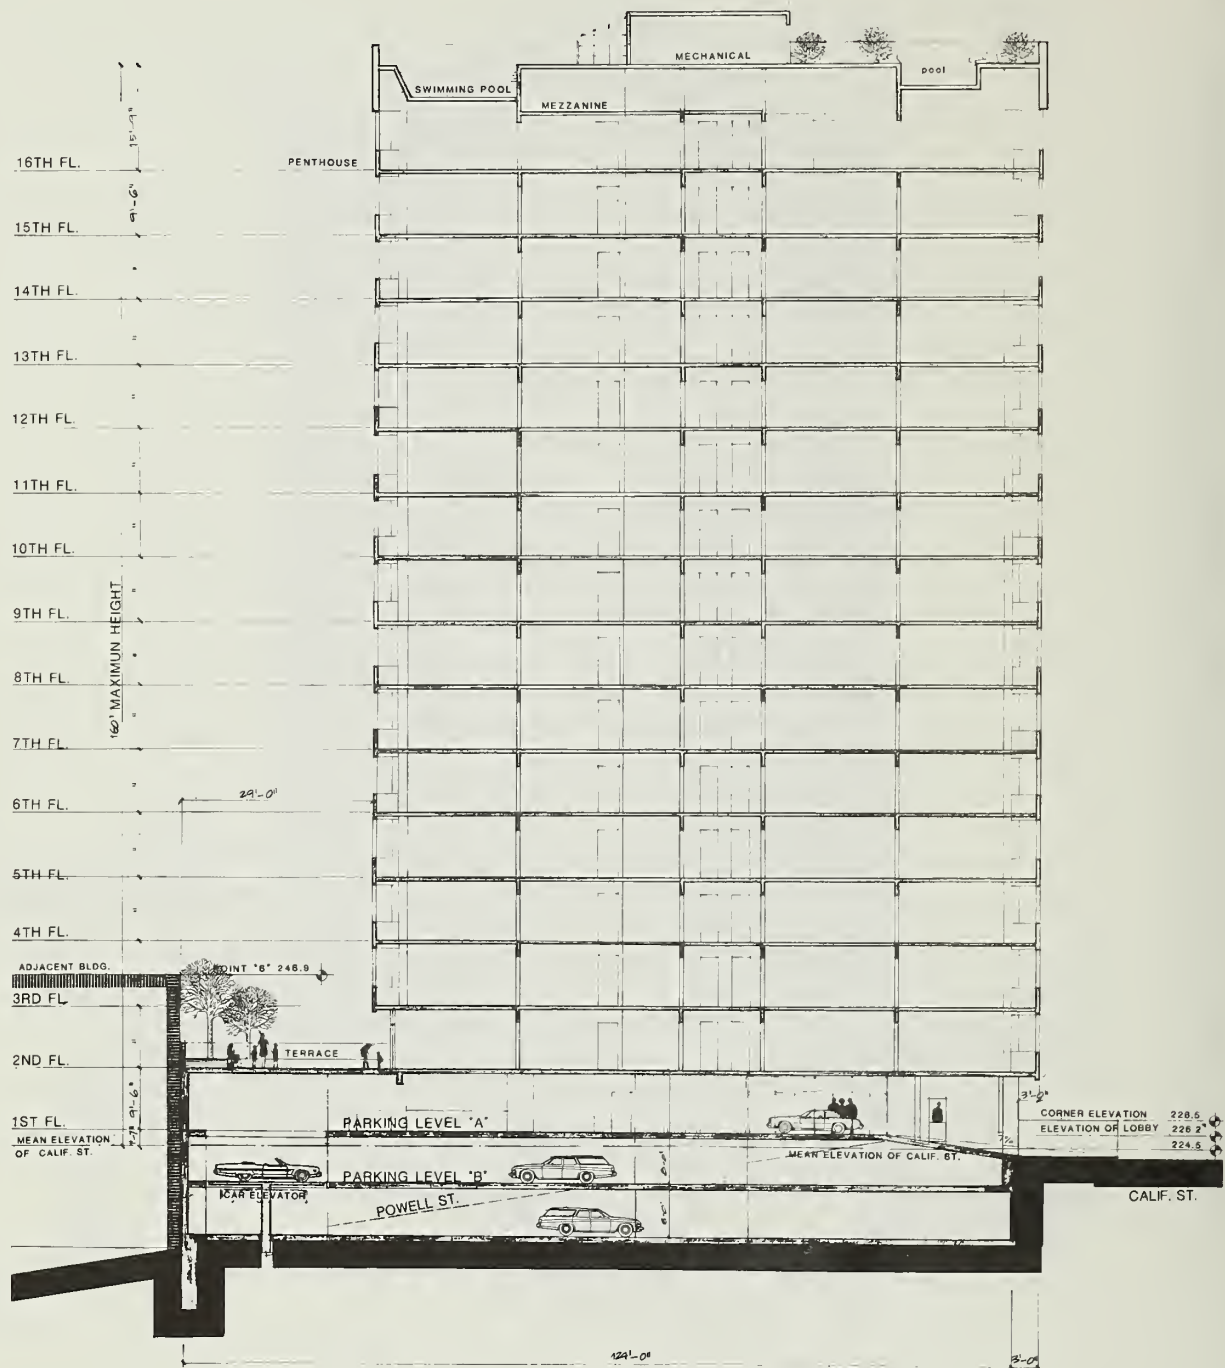 MECHANICAL
pool
SWIMMING POOL
MEZZANINE
15'-9"
16TH FL.
PENTHOUSE
9'-6"
15TH FL.
"
14TH FL.
"
13TH FL.
"
12TH FL.
"
11TH FL.
"
10TH FL.
"
160' MAXIMUN HEIGHT
9TH FL.
"
8TH FL.
"
7TH FL.
"
29'-0"
6TH FL.
"
5TH FL.
"
4TH FL.
ADJACENT BLDG.
POINT "6" 246.9
3RD FL.
TERRACE
2ND FL.
9'-6"
3'-0"
1ST FL.
PARKING LEVEL "A"
CORNER ELEVATION 228.5
ELEVATION OF LOBBY 226.2
224.5
MEAN ELEVATION
OF CALIF. ST.
MEAN ELEVATION OF CALIF. ST.
PARKING LEVEL "B"
CAR ELEVATOR
POWELL ST.
CALIF. ST.
124'-0"
3'-0"